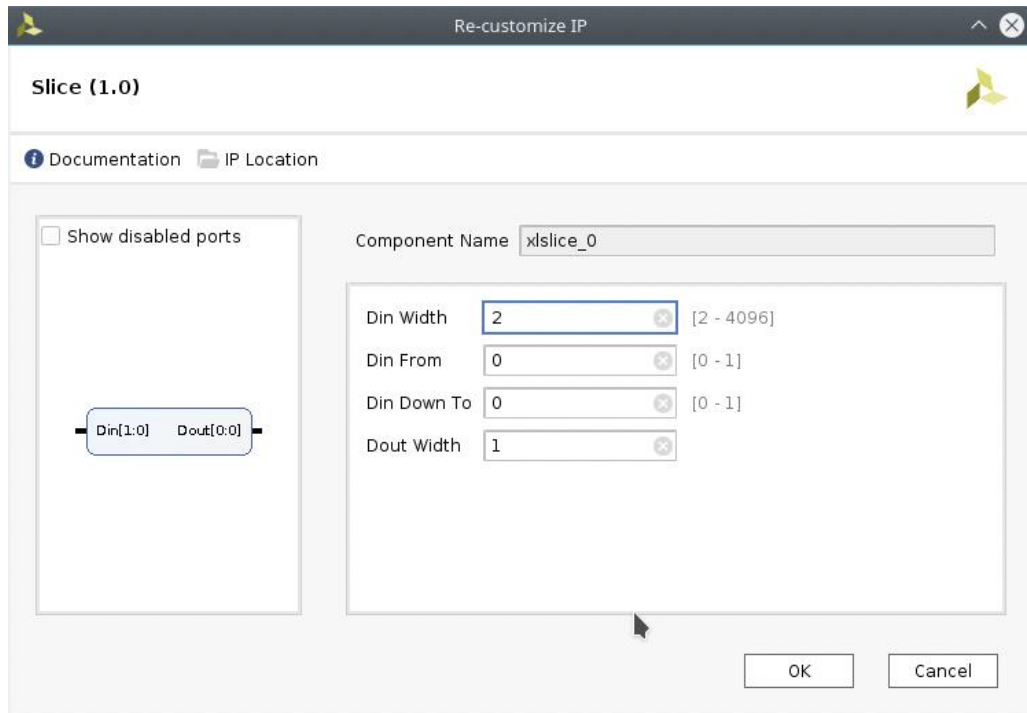 Re-customize IP
Slice (1.0)
Documentation IP Location
Show disabled ports
Din[1:0] Dout[0:0]
Component Name xlslice_0
Din Width 2 [2 - 4096]
Din From 0 [0 - 1]
Din Down To 0 [0 - 1]
Dout Width 1
OK Cancel